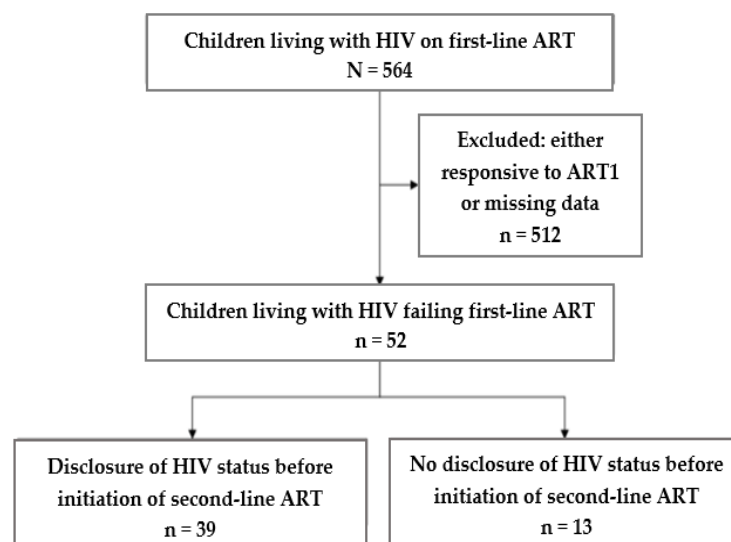 Children living with HIV on first-line ART
N = 564
Excluded: either
responsive to ART1
or missing data
n = 512
Children living with HIV failing first-line ART
n = 52
Disclosure of HIV status before
initiation of second-line ART
n = 39
No disclosure of HIV status before
initiation of second-line ART
n = 13